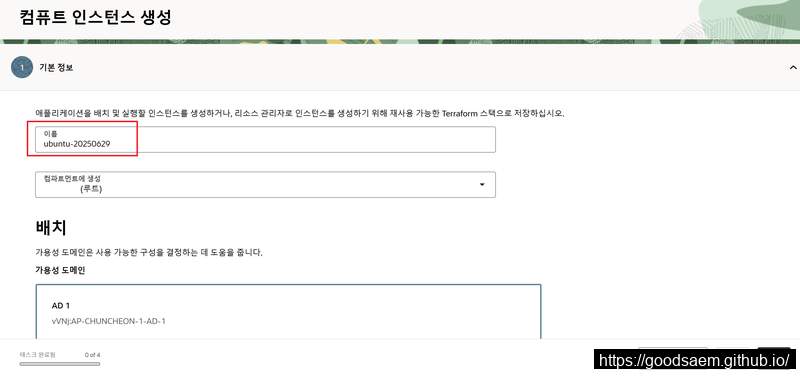 컴퓨트 인스턴스 생성
1 기본 정보
애플리케이션을 배치 및 실행할 인스턴스를 생성하거나, 리소스 관리자로 인스턴스를 생성하기 위해 재사용 가능한 Terraform 스택으로 저장하십시오.
이름
ubuntu-20250629
컴파트먼트에 생성
(루트)
배치
가용성 도메인은 사용 가능한 구성을 결정하는 데 도움을 줍니다.
가용성 도메인
AD 1
vVNJ:AP-CHUNCHEON-1-AD-1
태스크 완료됨 0 of 4
https://goodsaem.github.io/